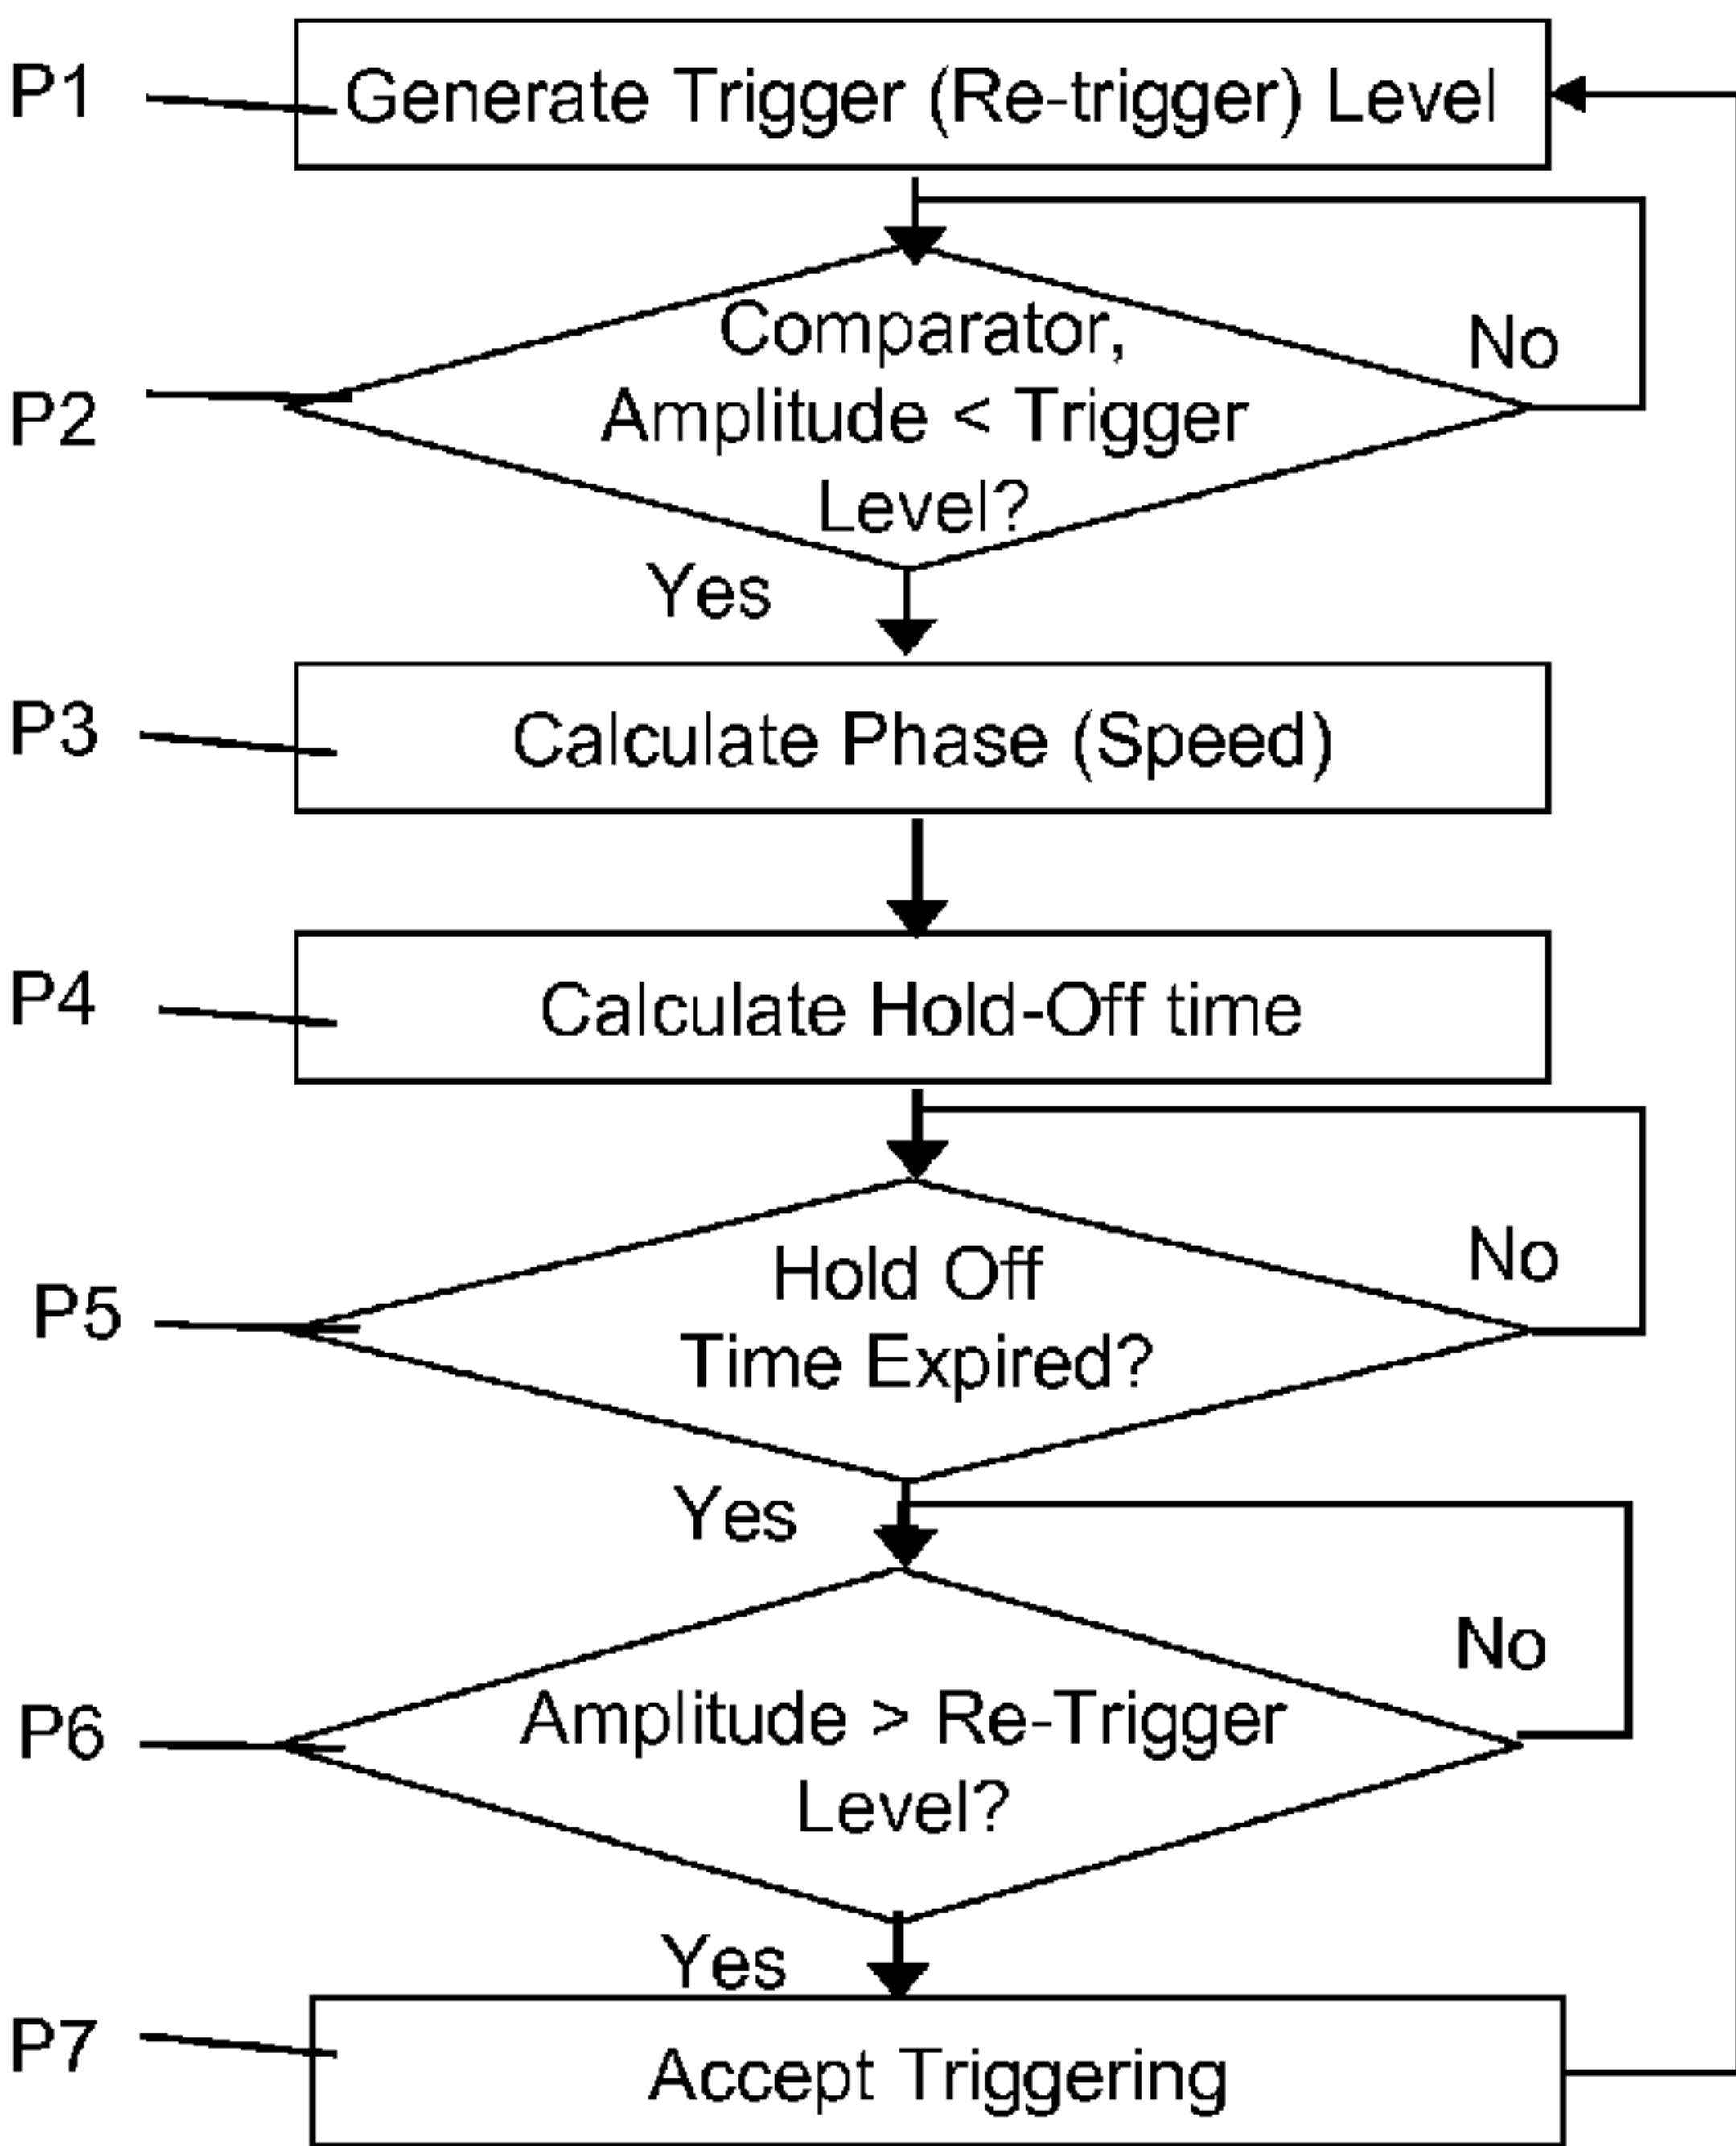 P1
Generate Trigger (Re-trigger) Level
P2
Comparator,
Amplitude < Trigger
Level?
No
Yes
P3
Calculate Phase (Speed)
P4
Calculate Hold-Off time
P5
Hold Off
Time Expired?
No
Yes
P6
Amplitude > Re-Trigger
Level?
No
Yes
P7
Accept Triggering